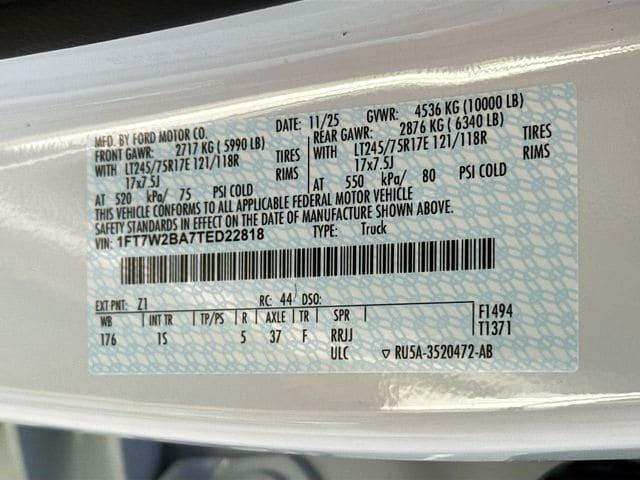 MFD. BY FORD MOTOR CO.
DATE: 11/25 GVWR: 4536 KG (10000 LB)
FRONT GAWR: 2717 KG ( 5990 LB)
REAR GAWR: 2876 KG ( 6340 LB)
WITH LT245/75R17E 121/118R TIRES
WITH LT245/75R17E 121/118R TIRES
17x7.5J RIMS
17x7.5J RIMS
AT 520 kPa/ 75 PSI COLD
AT 550 kPa/ 80 PSI COLD
THIS VEHICLE CONFORMS TO ALL APPLICABLE FEDERAL MOTOR VEHICLE
SAFETY STANDARDS IN EFFECT ON THE DATE OF MANUFACTURE SHOWN ABOVE.
VIN: 1FT7W2BA7TED22818 TYPE: Truck
EXT PNT: Z1 RC: 44 DSO:
WB INT TR TP/PS R AXLE TR SPR F1494
176 1S 5 37 F RRJJ T1371
ULC ▽ RU5A-3520472-AB